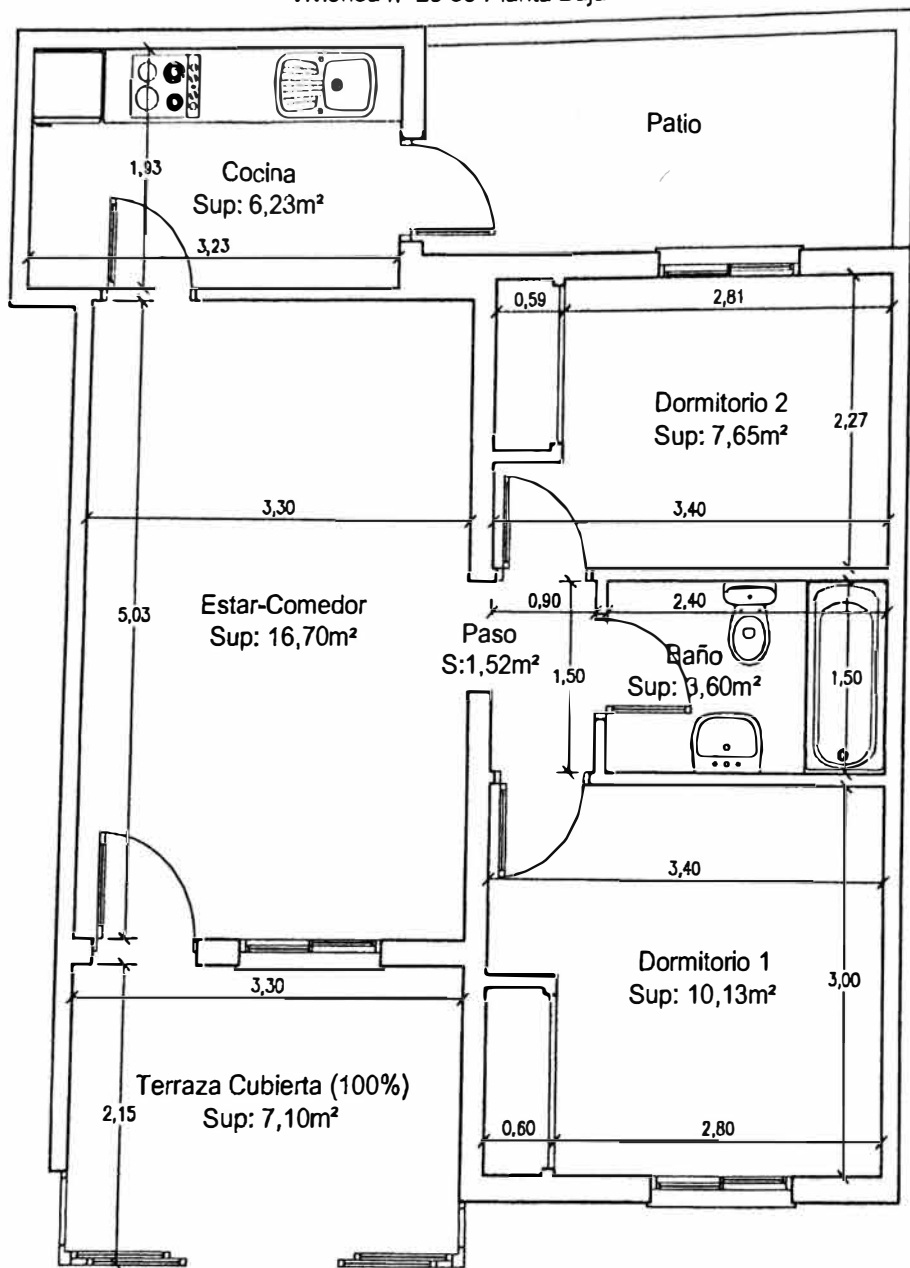 Patio
Cocina
Sup: 6,23m²
1,93
3,23
0,59
2,81
Dormitorio 2
Sup: 7,65m²
2,27
3,30
3,40
5,03
Estar-Comedor
Sup: 16,70m²
0,90
2,40
Paso
S:1,52m²
1,50
Baño
Sup: 3,60m²
1,50
3,40
Dormitorio 1
Sup: 10,13m²
3,00
3,30
Terraza Cubierta (100%)
Sup: 7,10m²
2,15
0,60
2,80